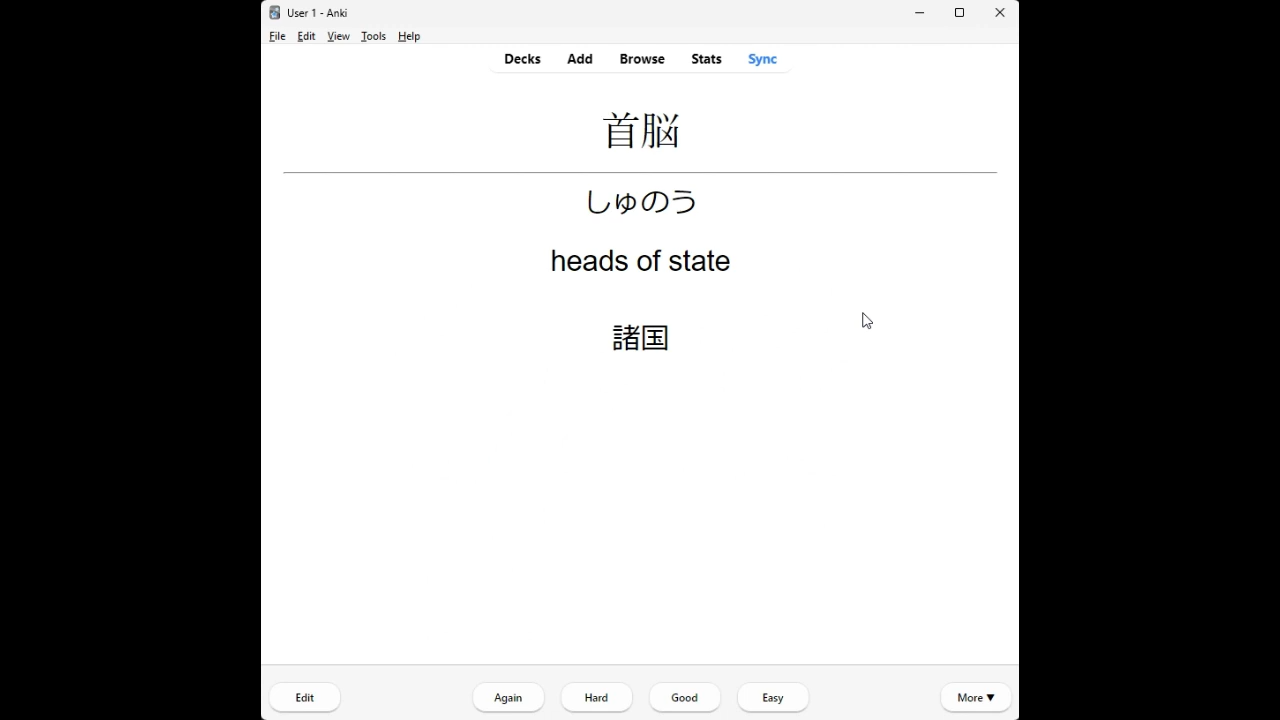 User 1 - Anki
File Edit View Tools Help
Decks Add Browse Stats Sync
首脳
しゅのう
heads of state
諸国
Edit Again Hard Good Easy More ▼